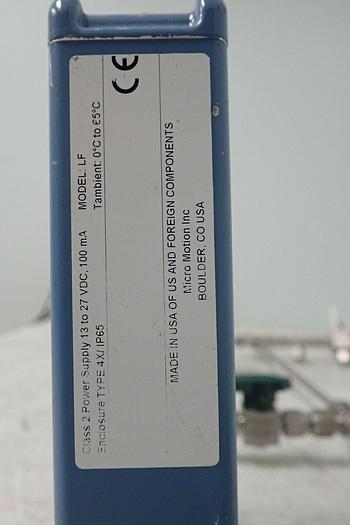 Class 2 Power Supply 13 to 27 VDC, 100 mA MODEL: LF
Enclosure TYPE 4X/ IP65 Tambient: 0°C to 65°C
CE
MADE IN USA OF US AND FOREIGN COMPONENTS
Micro Motion Inc
BOULDER, CO USA